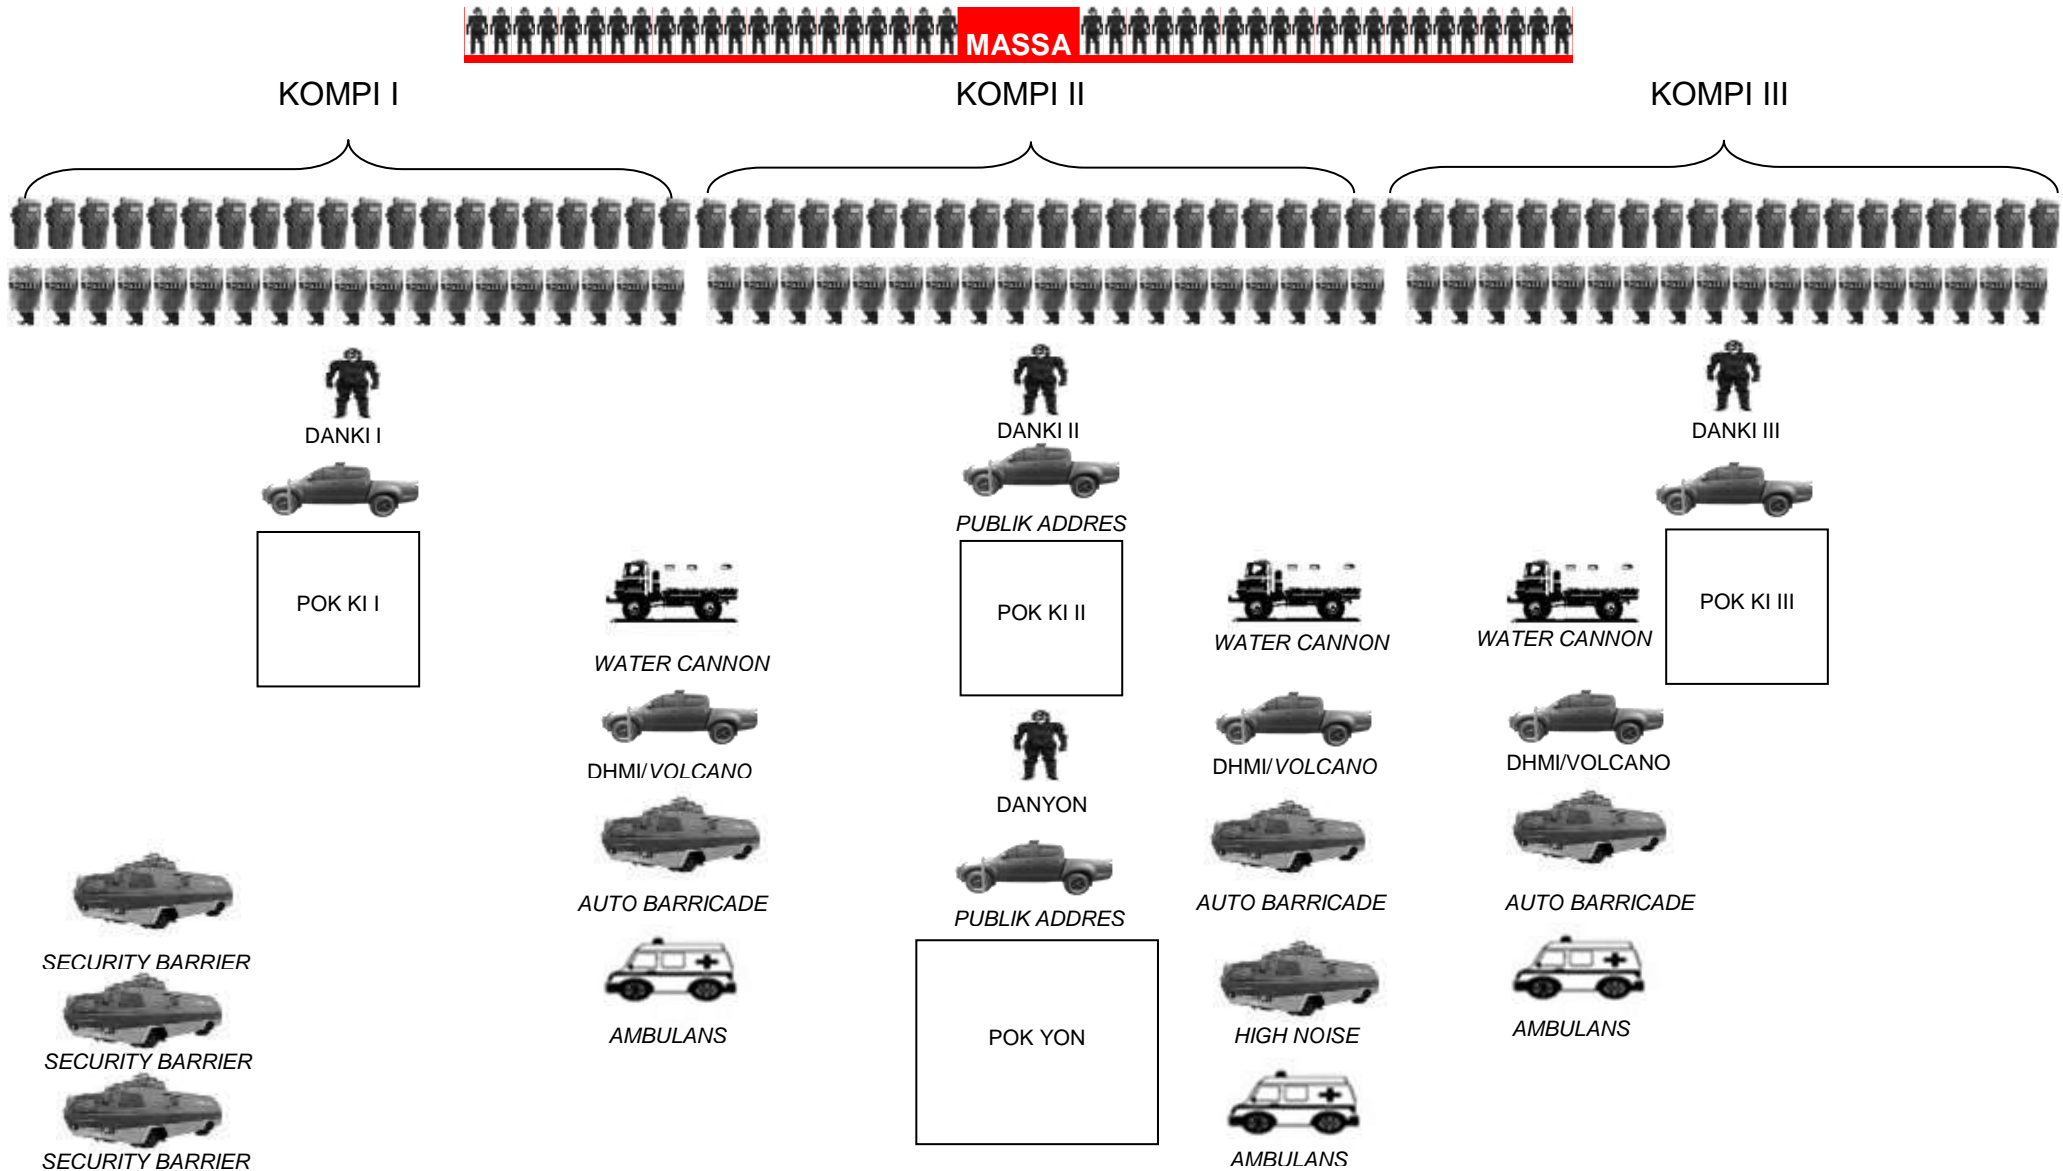 MASSA
KOMPI I
KOMPI II
KOMPI III
DANKI I
DANKI II
DANKI III
PUBLIK ADDRES
POK KI I
POK KI II
POK KI III
WATER CANNON
WATER CANNON
WATER CANNON
DHMI/VOLCANO
DHMI/VOLCANO
DHMI/VOLCANO
DANYON
AUTO BARRICADE
AUTO BARRICADE
AUTO BARRICADE
PUBLIK ADDRES
SECURITY BARRIER
SECURITY BARRIER
SECURITY BARRIER
AMBULANS
POK YON
HIGH NOISE
AMBULANS
AMBULANS